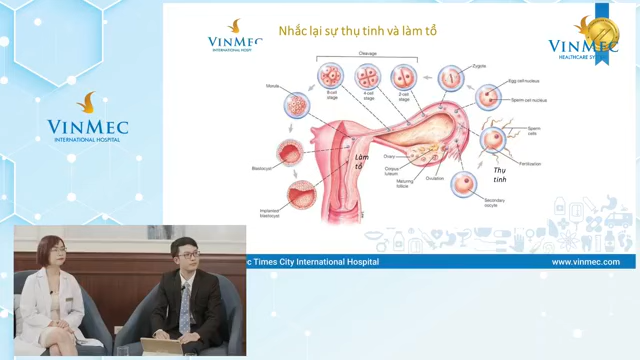 VINMEC
INTERNATIONAL HOSPITAL
VINMEC
INTERNATIONAL HOSPIT
Nhắc lại sự thụ tinh và làm tổ
VINMEC
HEALTHCARE SY
Cleavage
Morula
8-cell
stage
4-cell
stage
2-cell
stage
Zygote
Egg cell nucleus
Sperm cell nucleus
Sperm
cells
Fertilization
Blastocyst
Làm
tổ
Ovary
Corpus
luteum
Maturing
follicle
Ovulation
Thụ
tinh
Secondary
oocyte
Implanted
blastocyst
c Times City International Hospital
www.vinmec.com